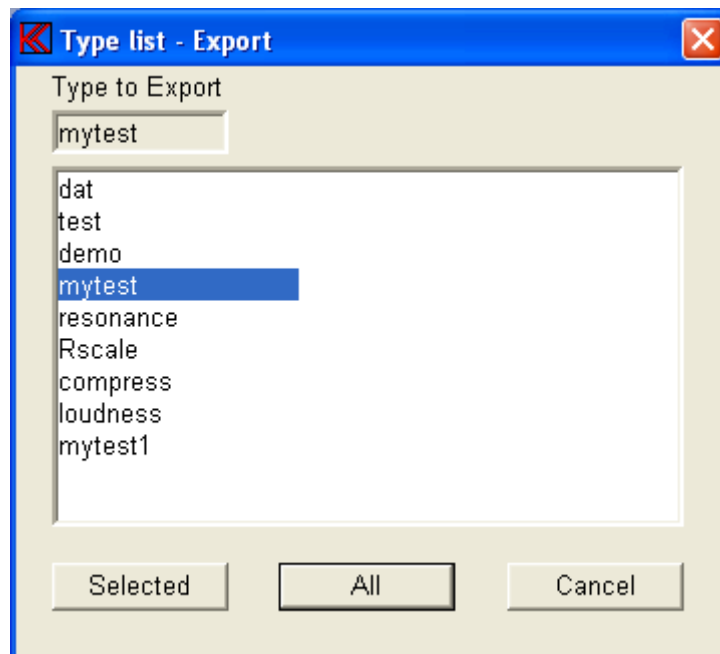 Type list - Export
Type to Export
mytest
dat
test
demo
mytest
resonance
Rscale
compress
loudness
mytest1
Selected All Cancel